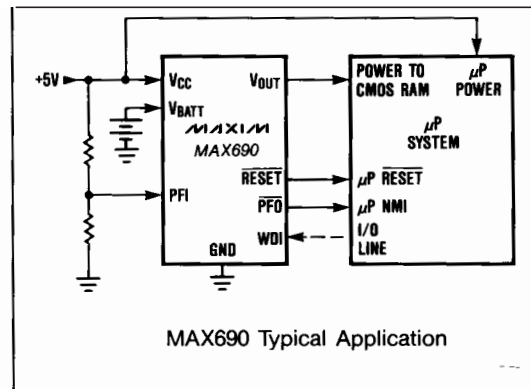 +5V
VCC
VOUT
POWER TO
CMOS RAM
μP
POWER
VBATT
MAXIM
MAX690
μP
SYSTEM
RESET
μP RESET
PFI
PFO
μP NMI
WDI
I/O
LINE
GND
MAX690 Typical Application